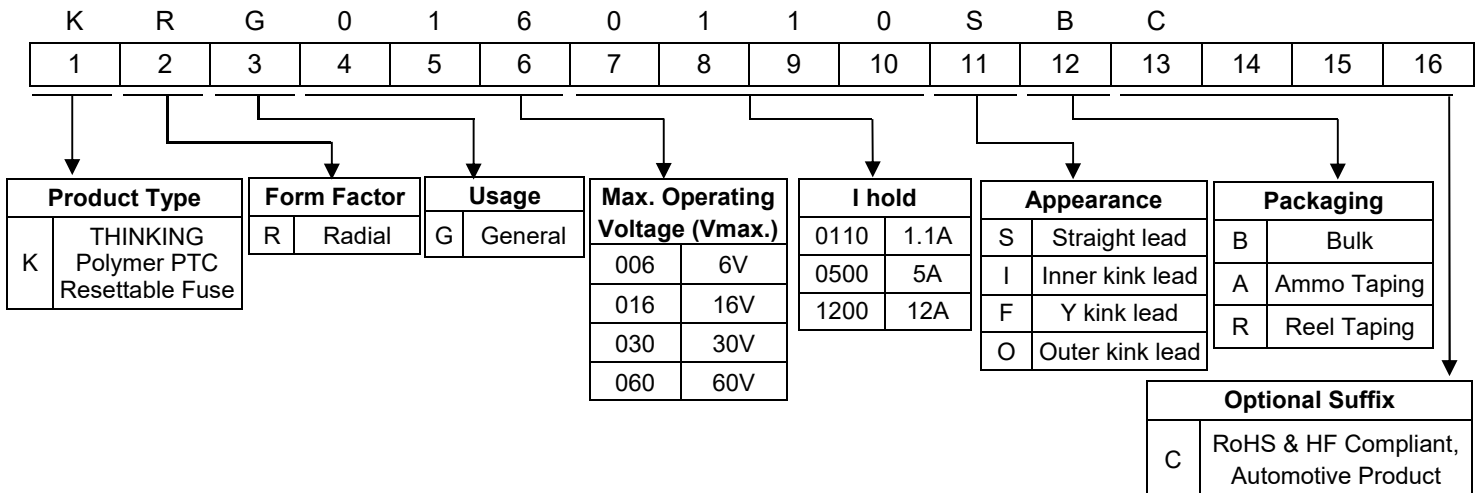 K R G 0 1 6 0 1 1 0 S B C
1 2 3 4 5 6 7 8 9 10 11 12 13 14 15 16
Product Type
K THINKING
Polymer PTC
Resettable Fuse
Form Factor
R Radial
Usage
G General
Max. Operating
Voltage (Vmax.)
006 6V
016 16V
030 30V
060 60V
I hold
0110 1.1A
0500 5A
1200 12A
Appearance
S Straight lead
I Inner kink lead
F Y kink lead
O Outer kink lead
Packaging
B Bulk
A Ammo Taping
R Reel Taping
Optional Suffix
C RoHS & HF Compliant,
Automotive Product